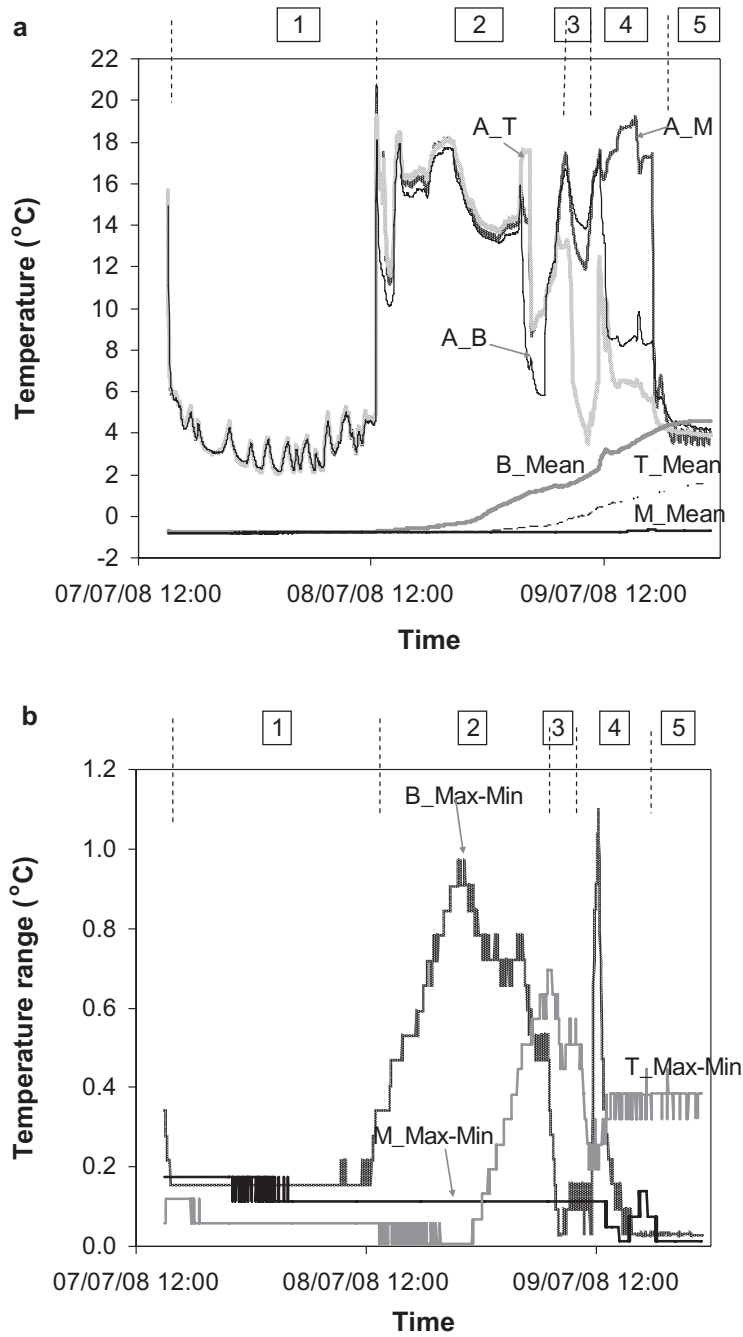 a
1 2 3 4 5
22
20
18
16
14
12
10
8
6
4
2
0
-2
Temperature (°C)
A_T
A_M
A_B
B_Mean
T_Mean
M_Mean
07/07/08 12:00 08/07/08 12:00 09/07/08 12:00
Time
b
1 2 3 4 5
1.2
1.0
0.8
0.6
0.4
0.2
0.0
Temperature range (°C)
B_Max-Min
T_Max-Min
M_Max-Min
07/07/08 12:00 08/07/08 12:00 09/07/08 12:00
Time